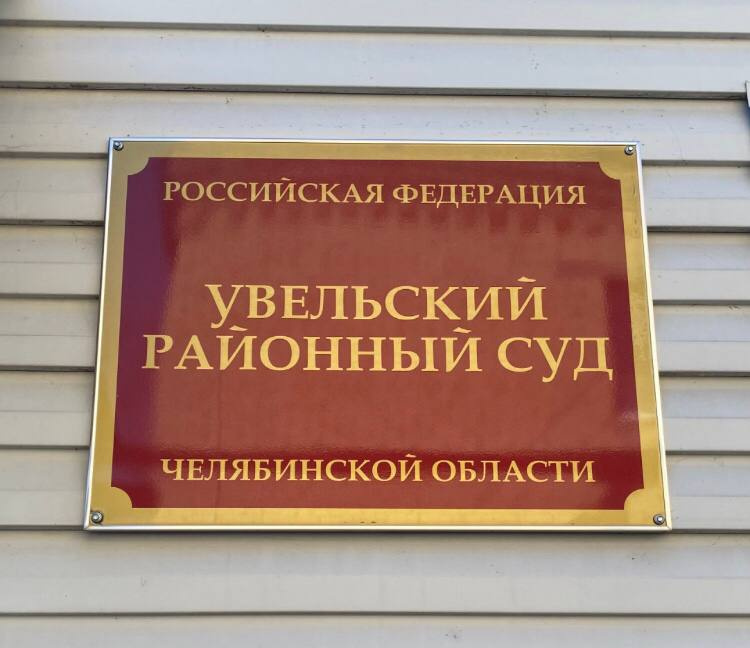 РОССИЙСКАЯ ФЕДЕРАЦИЯ
УВЕЛЬСКИЙ
РАЙОННЫЙ СУД
ЧЕЛЯБИНСКОЙ ОБЛАСТИ